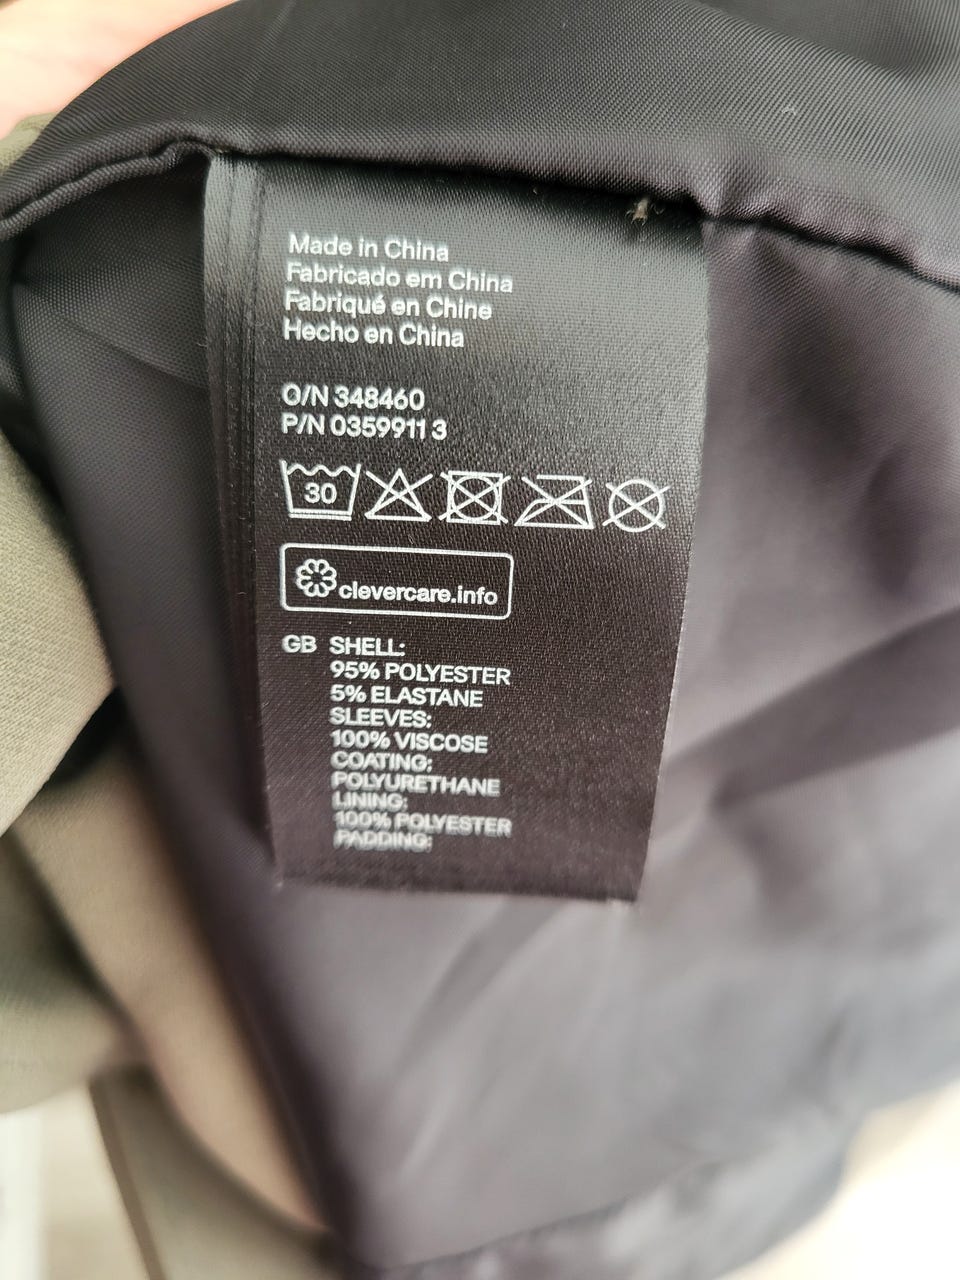 Made in China
Fabricado em China
Fabriqué en Chine
Hecho en China
O/N 348460
P/N 0359911 3
30
clevercare.info
GB SHELL:
95% POLYESTER
5% ELASTANE
SLEEVES:
100% VISCOSE
COATING:
POLYURETHANE
LINING:
100% POLYESTER
PADDING: